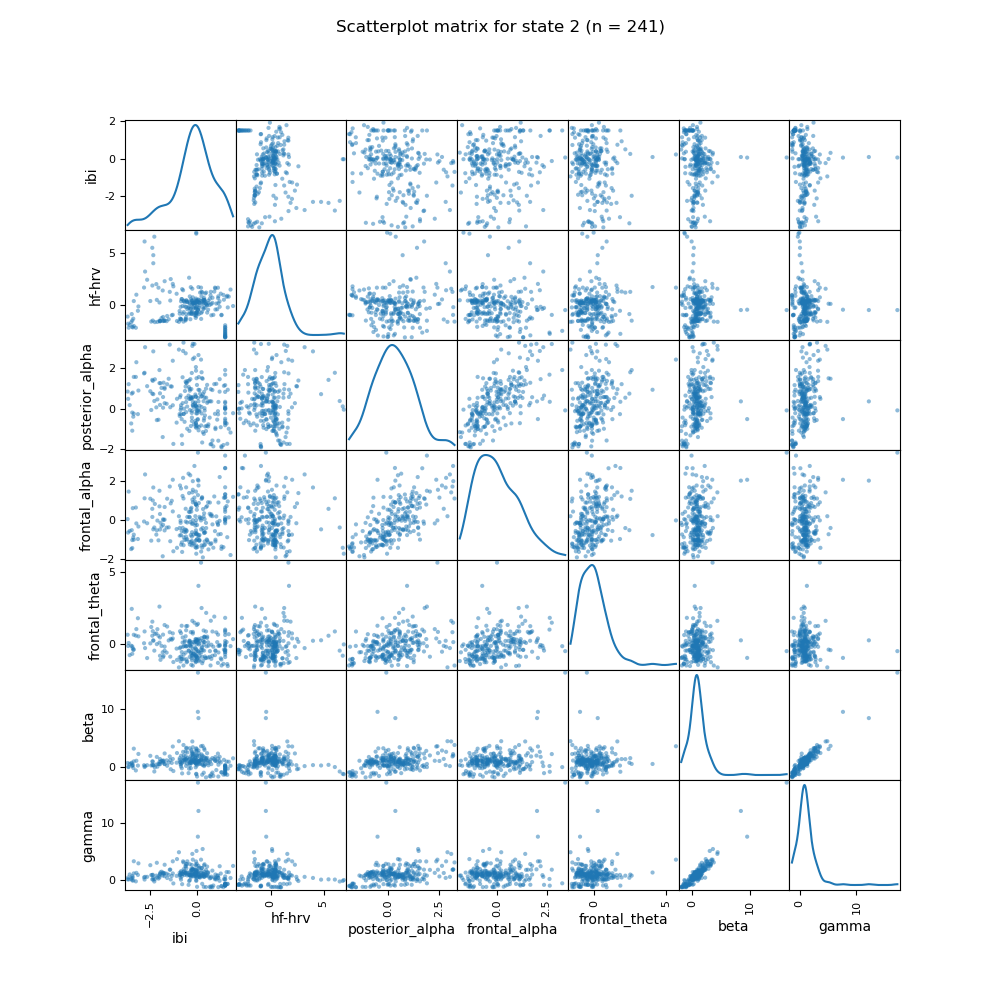 Scatterplot matrix for state 2 (n = 241)
ibi
2
0
−2
hf-hrv
5
0
posterior_alpha
2
0
−2
frontal_alpha
2
0
−2
frontal_theta
5
0
beta
10
0
gamma
10
0
−2.5
0.0
0
5
0.0
2.5
0.0
2.5
0
5
0
10
0
10
ibi
hf-hrv
posterior_alpha
frontal_alpha
frontal_theta
beta
gamma